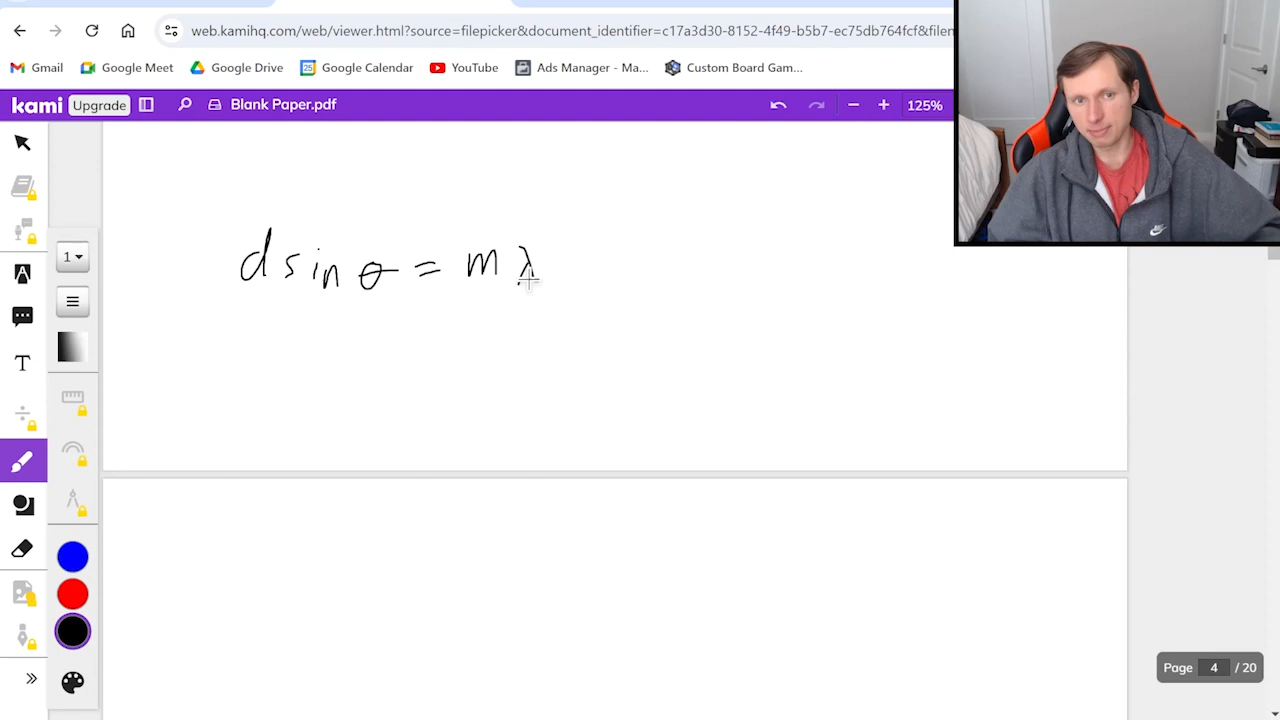 web.kamihq.com/web/viewer.html?source=filepicker&document_identifier=c17a3d30-8152-4f49-b5b7-ec75db764fcf&filen
Gmail Google Meet Google Drive Google Calendar YouTube Ads Manager - Ma... Custom Board Gam...
kami Upgrade Blank Paper.pdf 125%
1
d sin θ = m λ
Page 4 / 20